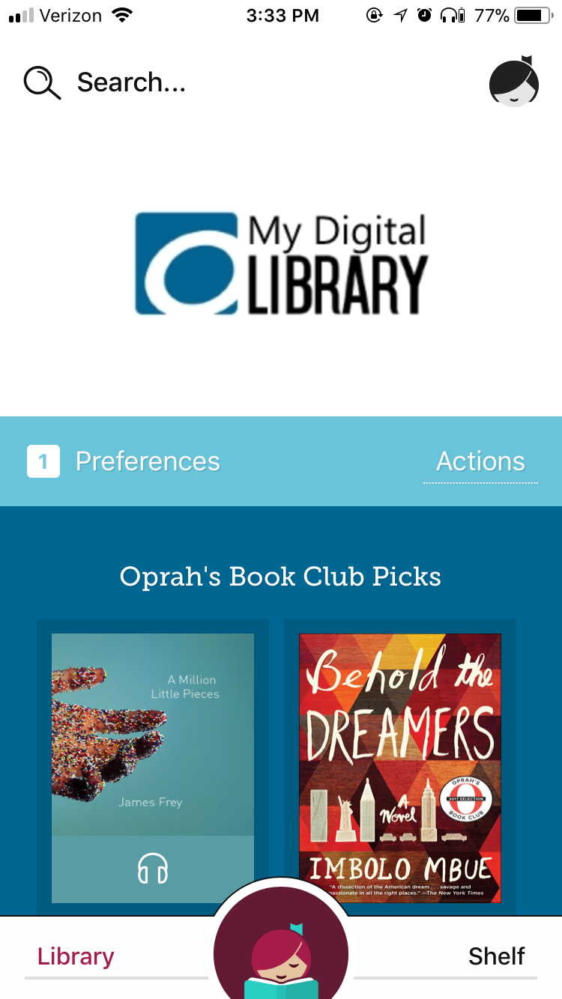 Verizon 3:33 PM 77%
Search...
My Digital
LIBRARY
1 Preferences Actions
Oprah's Book Club Picks
A Million
Little Pieces
James Frey
Behold the
DREAMERS
A
Novel
OPRAH'S
2017 SELECTION
BOOK CLUB
IMBOLO MBUE
"A dissection of the American dream . . . savage and
passionate in all the right places." —The New York Times
Library Shelf